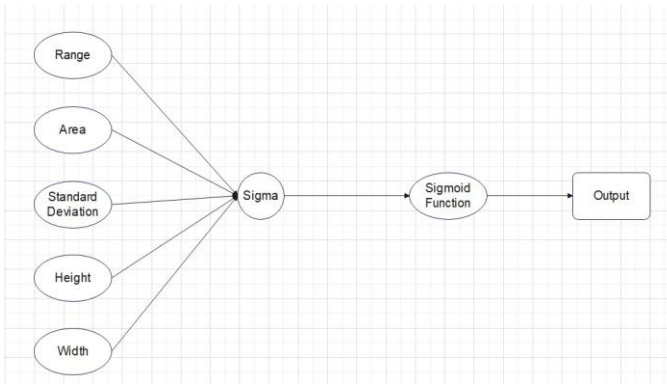 Range
Area
Standard
Deviation
Height
Width
Sigma
Sigmoid
Function
Output